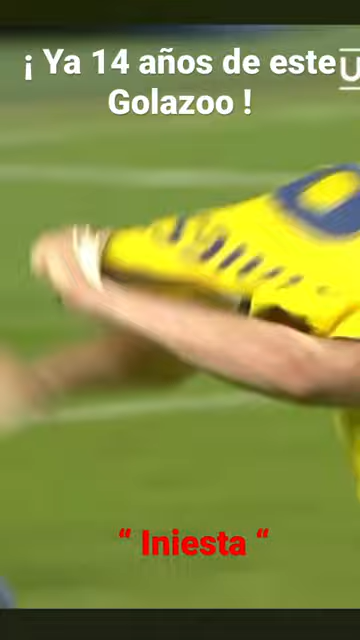 ¡ Ya 14 años de este
Golazoo !
“ Iniesta “